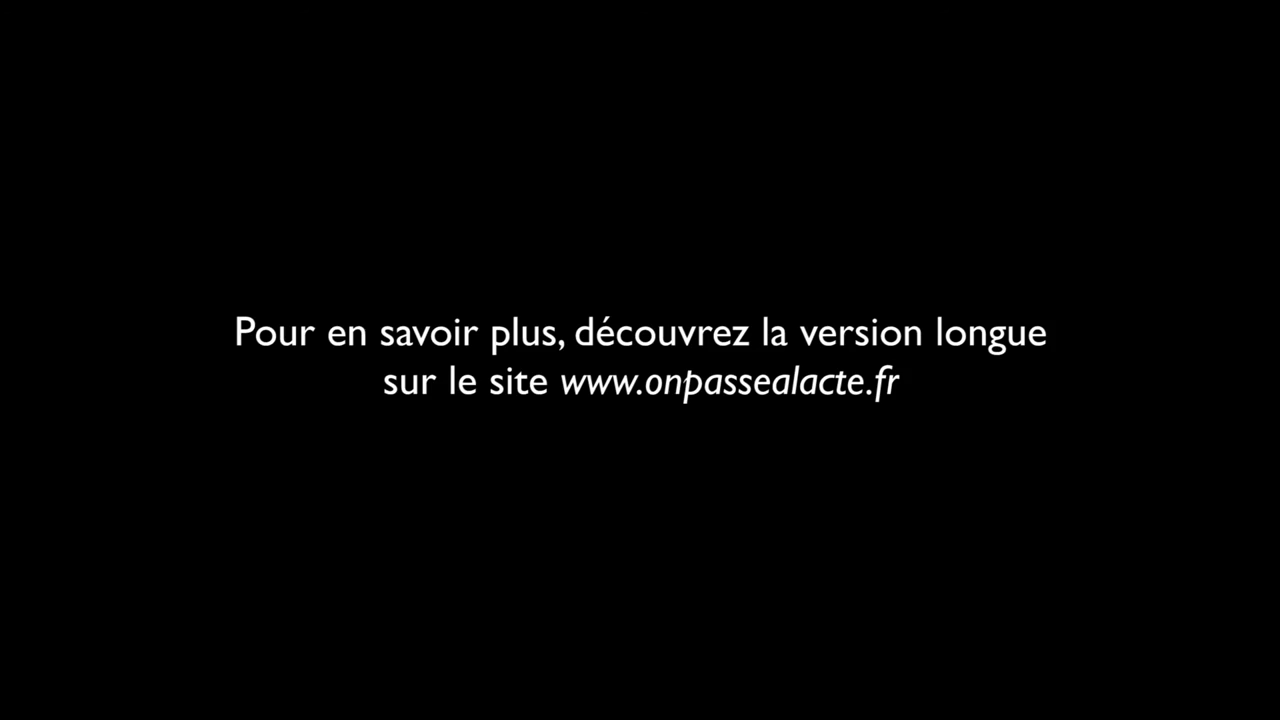 Pour en savoir plus, découvrez la version longue
sur le site www.onpassealacte.fr